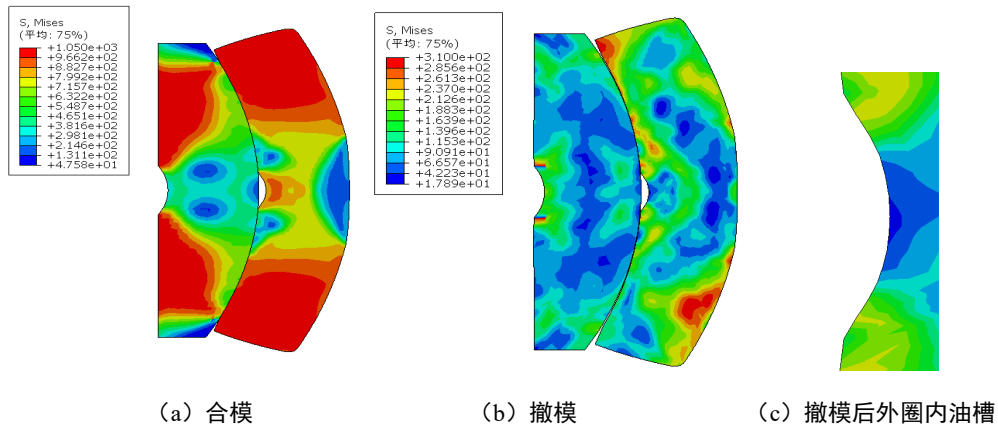 S, Mises
(平均: 75%)
+1.050e+03
+9.662e+02
+8.827e+02
+7.992e+02
+7.157e+02
+6.322e+02
+5.487e+02
+4.651e+02
+3.816e+02
+2.981e+02
+2.146e+02
+1.311e+02
+4.758e+01
S, Mises
(平均: 75%)
+3.100e+02
+2.856e+02
+2.613e+02
+2.370e+02
+2.126e+02
+1.883e+02
+1.639e+02
+1.396e+02
+1.153e+02
+9.091e+01
+6.657e+01
+4.223e+01
+1.789e+01
（a）合模
（b）撤模
（c）撤模后外圈内油槽